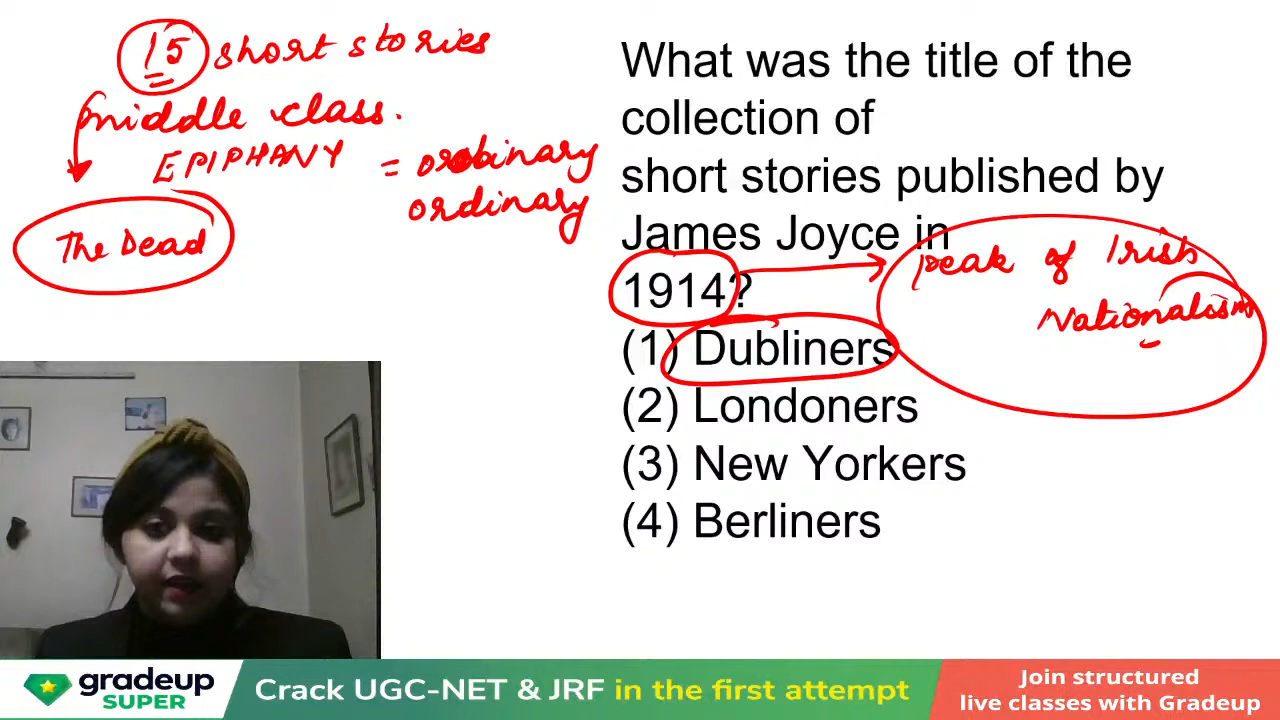 15 short stories
middle class.
EPIPHANY = ordinary
ordinary
The Dead
What was the title of the
collection of
short stories published by
James Joyce in
1914?
peak of Irish
Nationalism
(1) Dubliners
(2) Londoners
(3) New Yorkers
(4) Berliners
gradeup
SUPER
Crack UGC-NET & JRF in the first attempt
Join structured
live classes with Gradeup